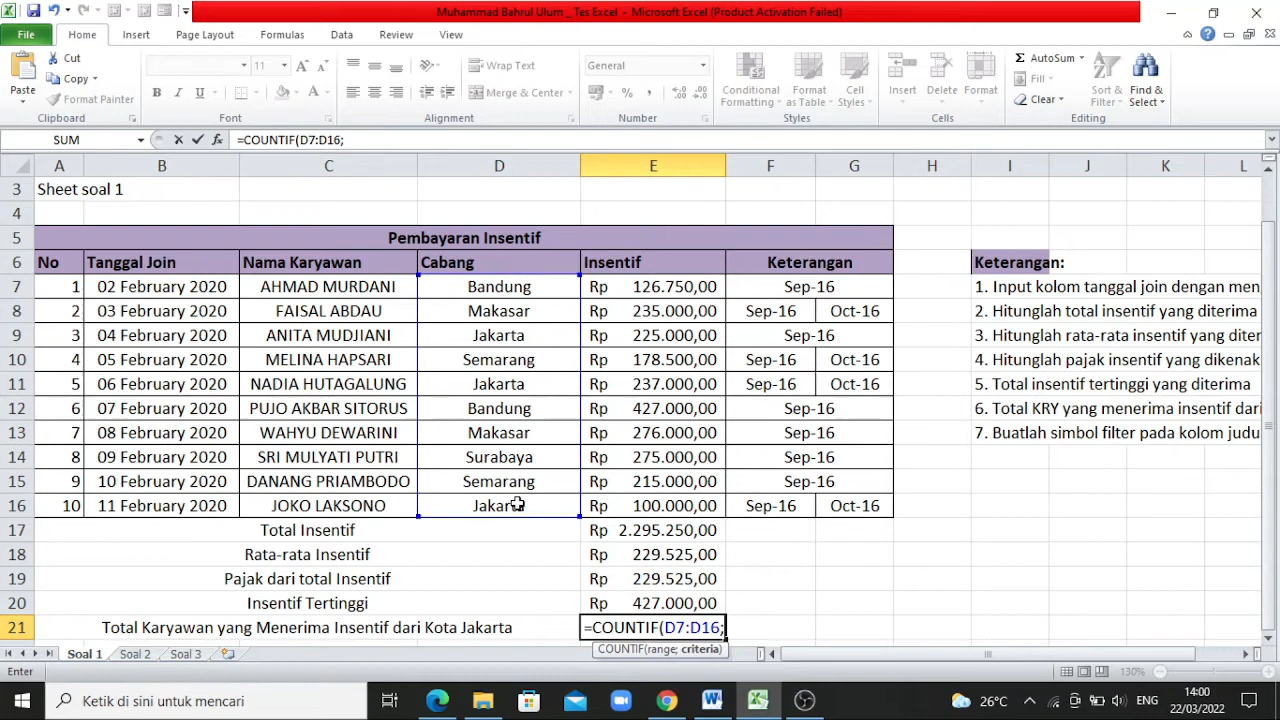 Muhammad Bahrul Ulum _ Tes Excel - Microsoft Excel (Product Activation Failed)
File Home Insert Page Layout Formulas Data Review View
Paste
Cut
Copy
Format Painter
Clipboard
11
B I U
Font
Wrap Text
Merge & Center
Alignment
General
Number
Conditional Formatting
Format as Table
Cell Styles
Styles
Insert
Delete
Format
Cells
AutoSum
Fill
Clear
Sort & Filter
Find & Select
Editing
SUM =COUNTIF(D7:D16;
A B C D E F G H I J K L
3 Sheet soal 1
4
5 Pembayaran Insentif
6 No Tanggal Join Nama Karyawan Cabang Insentif Keterangan Keterangan:
7 1 02 February 2020 AHMAD MURDANI Bandung Rp 126.750,00 Sep-16 1. Input kolom tanggal join dengan men
8 2 03 February 2020 FAISAL ABDAU Makasar Rp 235.000,00 Sep-16 Oct-16 2. Hitunglah total insentif yang diterima
9 3 04 February 2020 ANITA MUDJIANI Jakarta Rp 225.000,00 Sep-16 3. Hitunglah rata-rata insentif yang diter
10 4 05 February 2020 MELINA HAPSARI Semarang Rp 178.500,00 Sep-16 Oct-16 4. Hitunglah pajak insentif yang dikenak
11 5 06 February 2020 NADIA HUTAGALUNG Jakarta Rp 237.000,00 Sep-16 Oct-16 5. Total insentif tertinggi yang diterima
12 6 07 February 2020 PUJO AKBAR SITORUS Bandung Rp 427.000,00 Sep-16 6. Total KRY yang menerima insentif dari
13 7 08 February 2020 WAHYU DEWARINI Makasar Rp 276.000,00 Sep-16 7. Buatlah simbol filter pada kolom judu
14 8 09 February 2020 SRI MULYATI PUTRI Surabaya Rp 275.000,00 Sep-16
15 9 10 February 2020 DANANG PRIAMBODO Semarang Rp 215.000,00 Sep-16
16 10 11 February 2020 JOKO LAKSONO Jakarta Rp 100.000,00 Sep-16 Oct-16
17 Total Insentif Rp 2.295.250,00
18 Rata-rata Insentif Rp 229.525,00
19 Pajak dari total Insentif Rp 229.525,00
20 Insentif Tertinggi Rp 427.000,00
21 Total Karyawan yang Menerima Insentif dari Kota Jakarta =COUNTIF(D7:D16;
COUNTIF(range; criteria)
Soal 1 Soal 2 Soal 3
Enter 130%
Ketik di sini untuk mencari 26°C ENG 14:00
22/03/2022